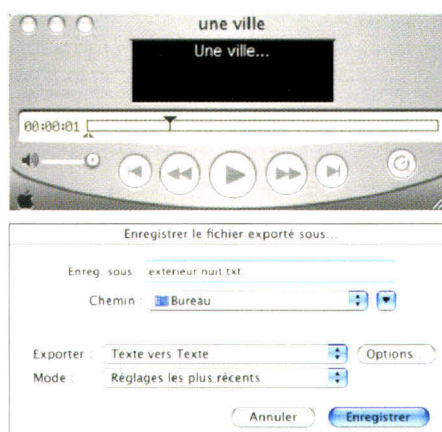 une ville
Une ville...
00:00:01
Enregistrer le fichier exporté sous...
Enreg. sous extérieur nuit.txt
Chemin : Bureau
Exporter : Texte vers Texte Options...
Mode : Réglages les plus récents
Annuler Enregistrer